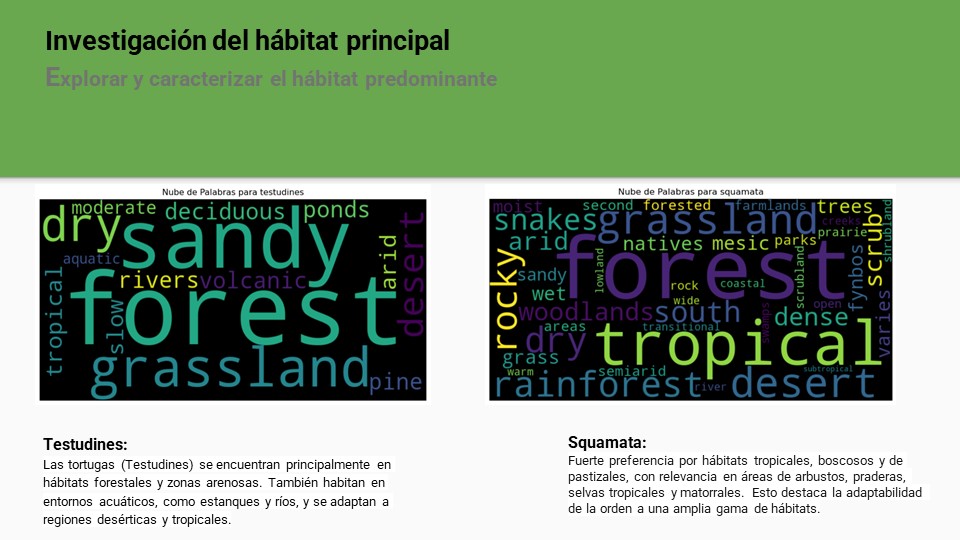 Investigación del hábitat principal
Explorar y caracterizar el hábitat predominante
Nube de Palabras para testudines
moderate
deciduous
ponds
dry
sandy
desert
arid
aquatic
rivers
volcanic
tropical
forest
slow
grassland
pine
Nube de Palabras para squamata
moist
second
forested
farmlands
trees
shrubland
snakes
grassland
creeks
scrub
prairie
arid
natives
mesic
parks
forest
lowland
scrubland
fynbos
rocky
sandy
rock
coastal
wet
wide
open
woodlands
south
swamps
dense
varies
areas
transitional
dry
tropical
grass
warm
semiarid
subtropical
rainforest
river
desert
Testudines:
Las tortugas (Testudines) se encuentran principalmente en
hábitats forestales y zonas arenosas. También habitan en
entornos acuáticos, como estanques y ríos, y se adaptan a
regiones desérticas y tropicales.
Squamata:
Fuerte preferencia por hábitats tropicales, boscosos y de
pastizales, con relevancia en áreas de arbustos, praderas,
selvas tropicales y matorrales. Esto destaca la adaptabilidad
de la orden a una amplia gama de hábitats.